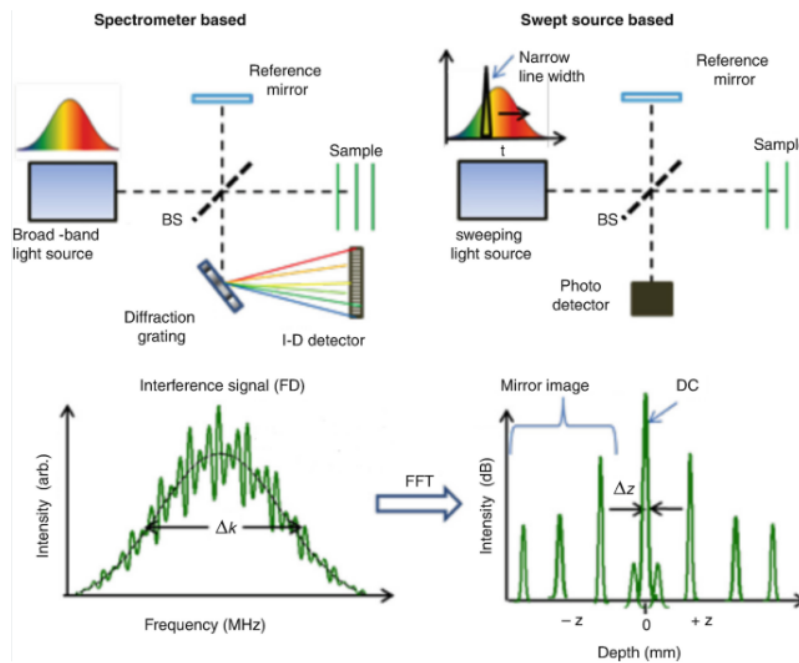 Spectrometer based
Reference
mirror
Sample
BS
Broad -band
light source
Diffraction
grating
I-D detector
Swept source based
Narrow
line width
t
Reference
mirror
Sample
BS
sweeping
light source
Photo
detector
Interference signal (FD)
Intensity (arb.)
Δk
Frequency (MHz)
FFT
Mirror image
DC
Intensity (dB)
Δz
– z
0
+ z
Depth (mm)